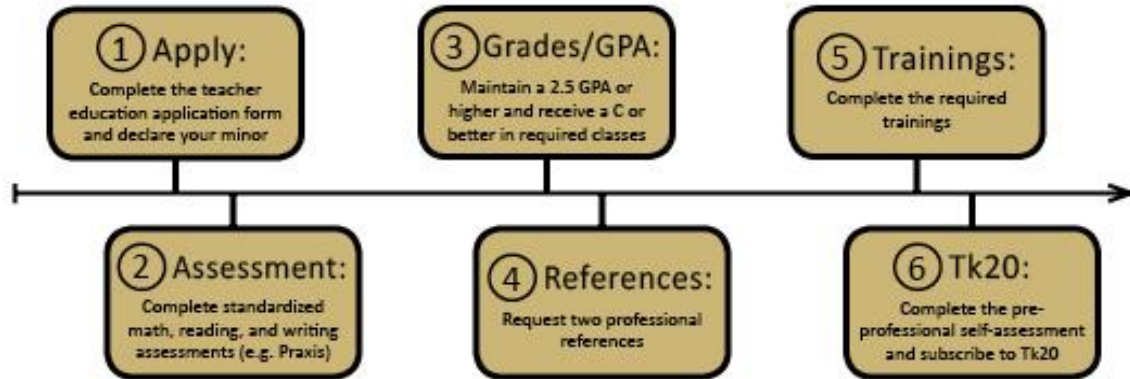 1 Apply:
Complete the teacher
education application form
and declare your minor
2 Assessment:
Complete standardized
math, reading, and writing
assessments (e.g. Praxis)
3 Grades/GPA:
Maintain a 2.5 GPA or
higher and receive a C or
better in required classes
4 References:
Request two professional
references
5 Trainings:
Complete the required
trainings
6 Tk20:
Complete the pre-
professional self-assessment
and subscribe to Tk20